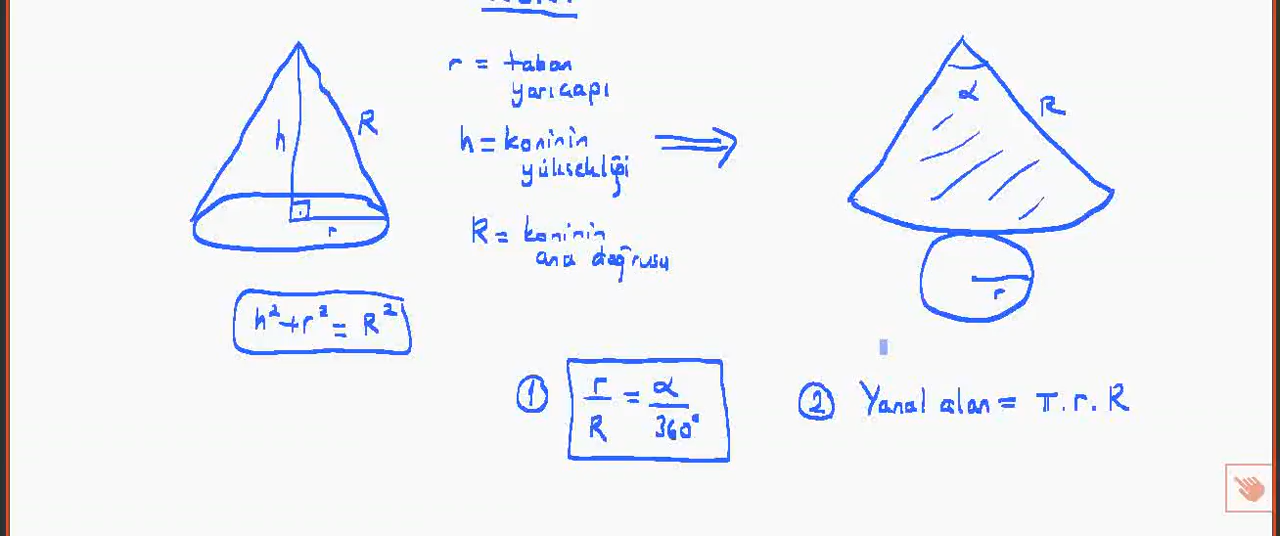 h
R
r
h² + r² = R²
r = taban
yarıçapı
h = koninin
yüksekliği
R = koninin
ana doğrusu
α
R
r
① r/R = α/360°
② Yanal alan = π.r.R